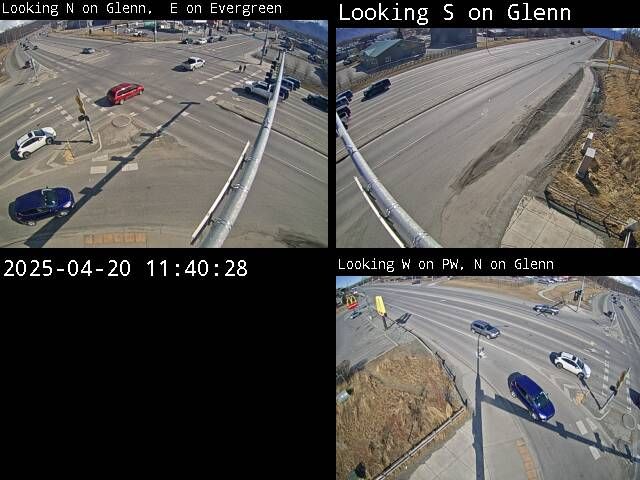 Looking N on Glenn,  E on Evergreen
Looking S on Glenn
2025-04-20 11:40:28
Looking W on PW, N on Glenn